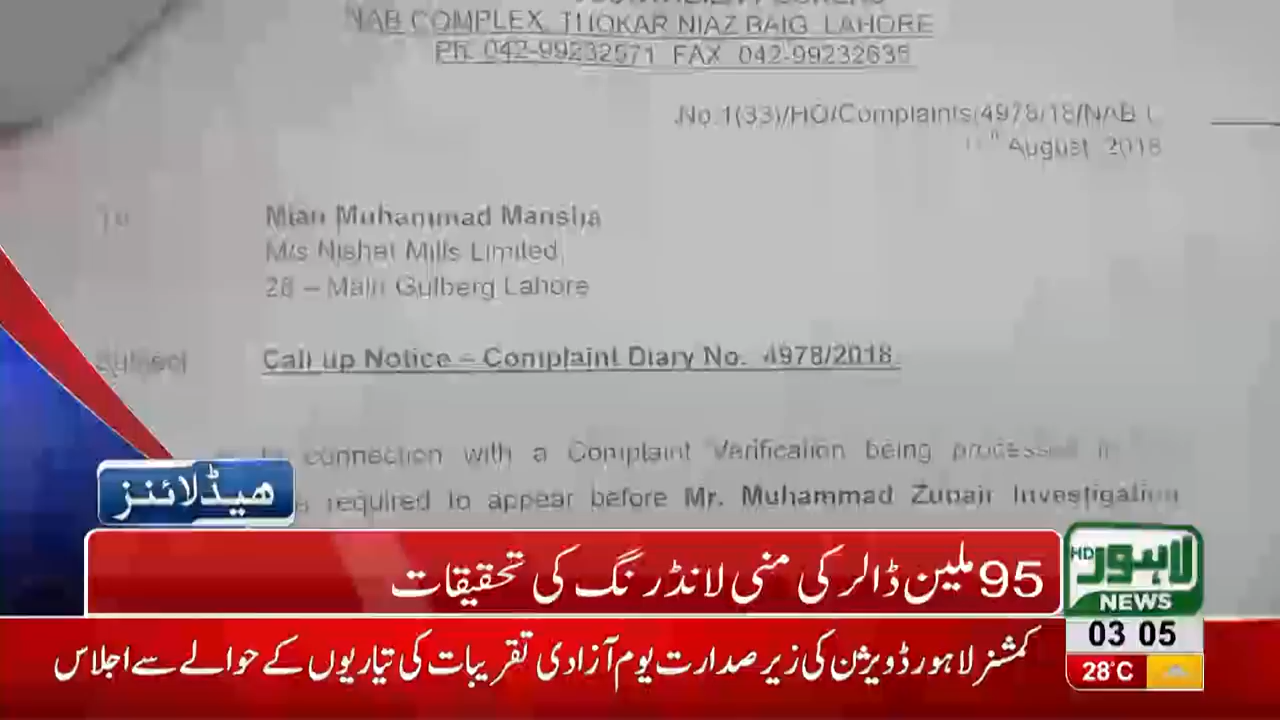 NAB COMPLEX, THOKAR NIAZ BAIG, LAHORE
Ph: 042-99232571 FAX 042-99232635
No.1(33)/HQ/Complaints/4978/18/NAB-L
August, 2018
To
Mian Muhammad Mansha
M/s Nishat Mills Limited,
28 – Main Gulberg Lahore
Subject
Call up Notice – Complaint Diary No. 4978/2018.
In connection with a Complaint Verification being processed
required to appear before Mr. Muhammad Zubair Investigation
ہیڈلائنز
95 ملین ڈالر کی منی لانڈرنگ کی تحقیقات
HD لاہور
NEWS
03 05
28°C
کمشنر لاہور ڈویژن کی زیر صدارت یوم آزادی تقریبات کی تیاریوں کے حوالے سے اجلاس